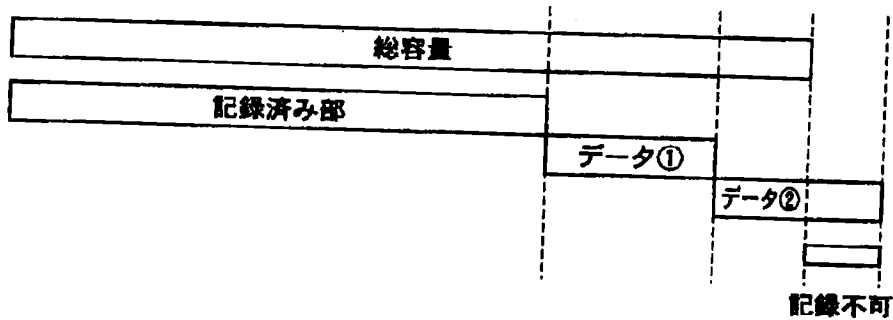 総容量
記録済み部
データ①
データ②
記録不可